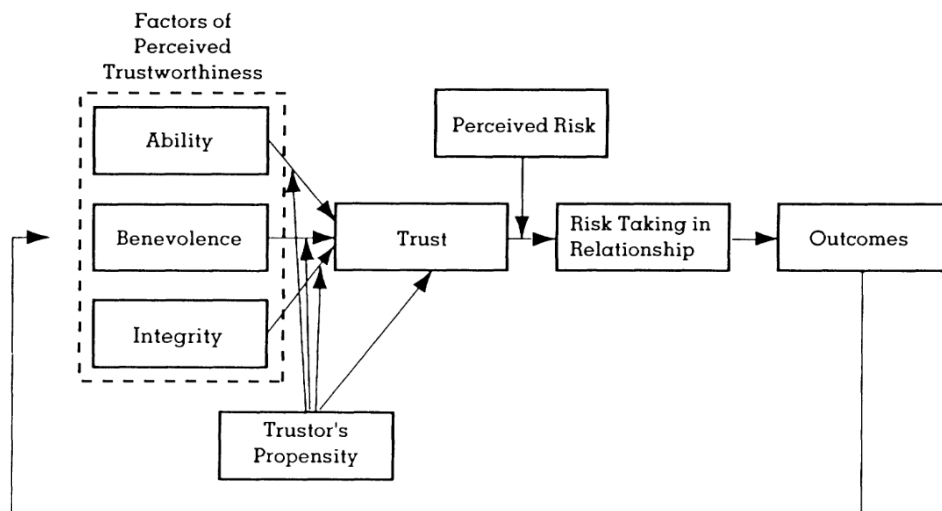 Factors of
Perceived
Trustworthiness
Ability
Benevolence
Integrity
Trustor's
Propensity
Trust
Perceived Risk
Risk Taking in
Relationship
Outcomes